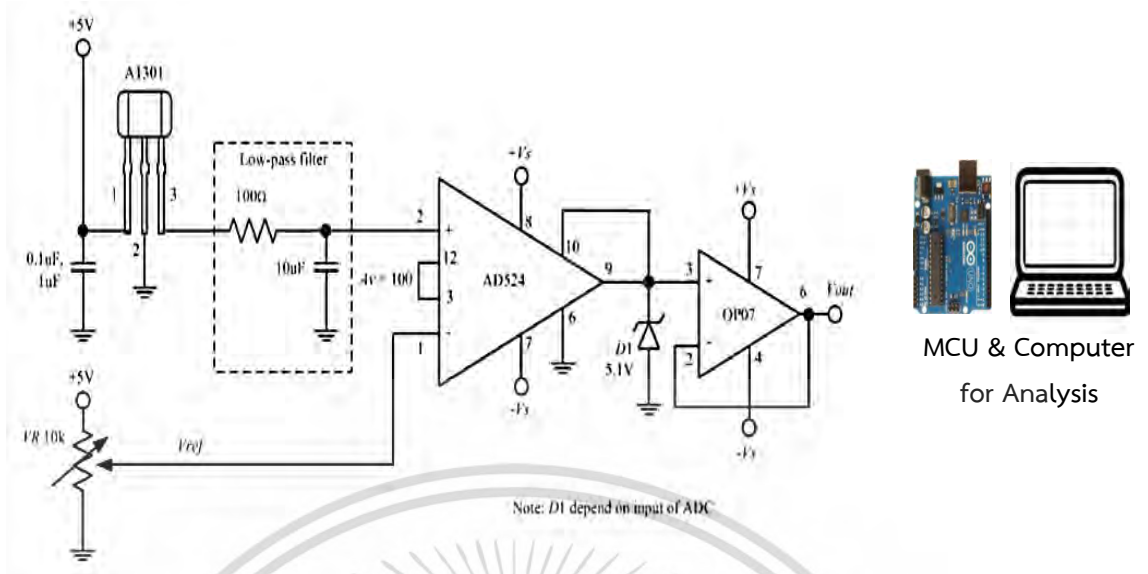 +5V
A1301
Low-pass filter
100Ω
1
2
3
0.1uF,
1uF
10uF
2
+
12
Av = 100
3
-
1
AD524
+Vs
8
10
9
6
7
-Vs
D1
5.1V
3
+
OP07
-
2
+Vs
7
6
Vout
4
-Vs
+5V
VR 10k
Vref
Note: D1 depend on input of ADC
MCU & Computer
for Analysis